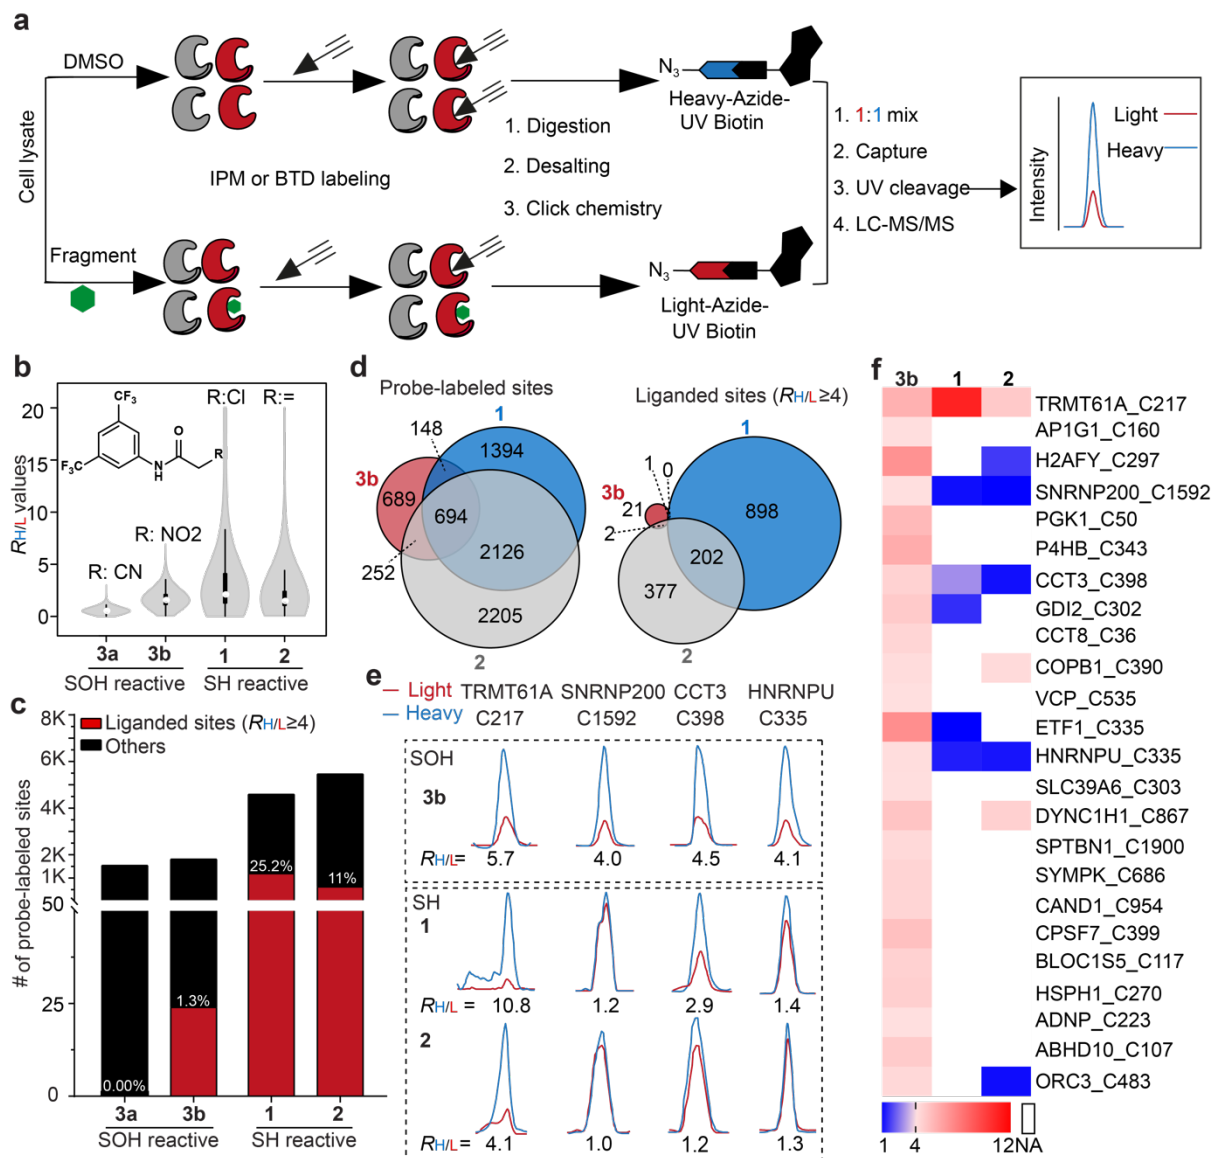 a
Cell lysate
DMSO
Fragment
IPM or BTD labeling
1. Digestion
2. Desalting
3. Click chemistry
N3
Heavy-Azide-
UV Biotin
N3
Light-Azide-
UV Biotin
1. 1:1 mix
2. Capture
3. UV cleavage
4. LC-MS/MS
Intensity
Light
Heavy
b
RH/L values
20
15
10
5
0
CF3
F3C
N
H
O
R
R: CN
R: NO2
R:Cl
R:=
3a
3b
1
2
SOH reactive
SH reactive
c
# of probe-labeled sites
8K
6K
4K
2K
1K
50
25
0
Liganded sites (RH/L≥4)
Others
0.00%
1.3%
25.2%
11%
3a
3b
1
2
SOH reactive
SH reactive
d
Probe-labeled sites
1
148
1394
3b
689
694
2126
252
2205
2
Liganded sites (RH/L≥4)
1
1
0
3b
21
898
2
202
377
2
e
Light
Heavy
TRMT61A
C217
SNRNP200
C1592
CCT3
C398
HNRNPU
C335
SOH
3b
RH/L=
5.7
4.0
4.5
4.1
SH
1
RH/L =
10.8
1.2
2.9
1.4
2
RH/L =
4.1
1.0
1.2
1.3
f
3b
1
2
TRMT61A_C217
AP1G1_C160
H2AFY_C297
SNRNP200_C1592
PGK1_C50
P4HB_C343
CCT3_C398
GDI2_C302
CCT8_C36
COPB1_C390
VCP_C535
ETF1_C335
HNRNPU_C335
SLC39A6_C303
DYNC1H1_C867
SPTBN1_C1900
SYMPK_C686
CAND1_C954
CPSF7_C399
BLOC1S5_C117
HSPH1_C270
ADNP_C223
ABHD10_C107
ORC3_C483
1
4
12
NA